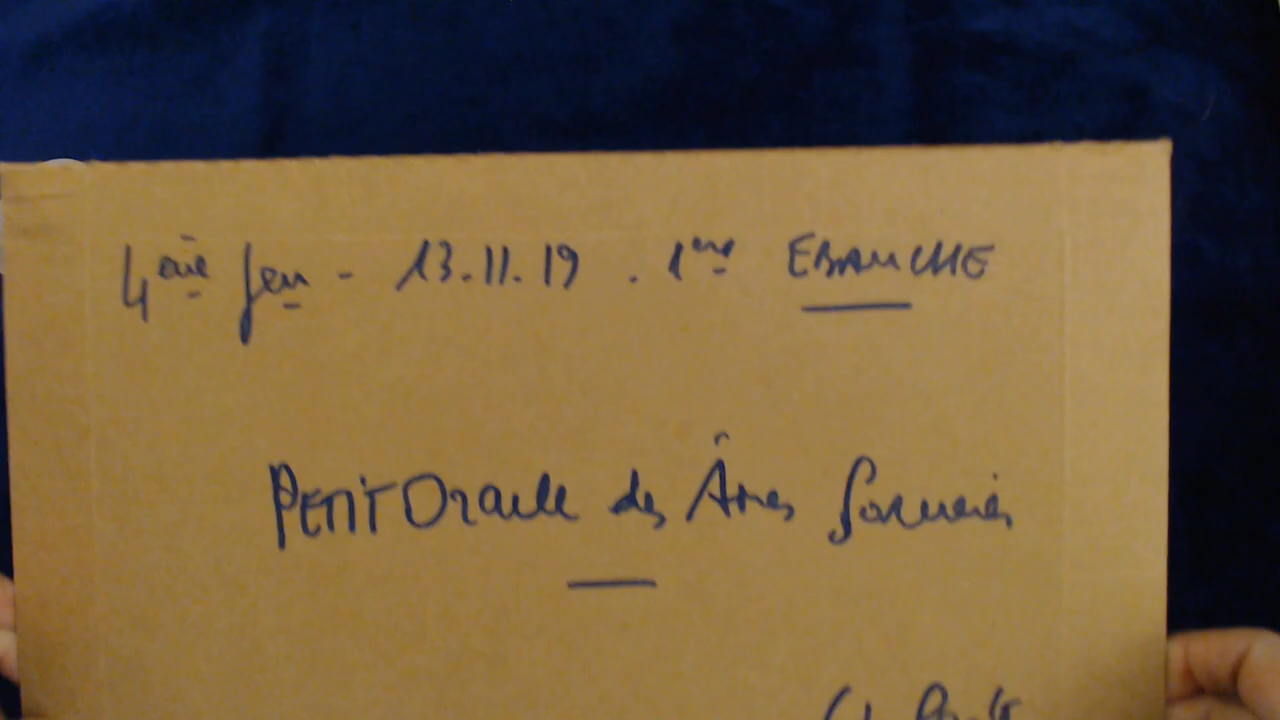 4ème Jeu - 13.11.19 . 1ère EBAUCHE
PETIT Oracle des Âmes Sorcières